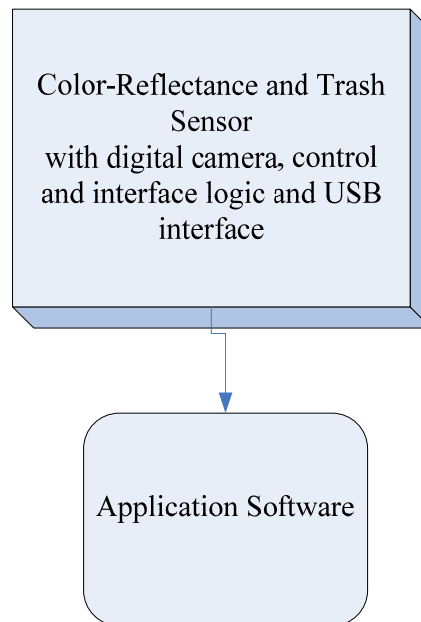 Color-Reflectance and Trash
Sensor
with digital camera, control
and interface logic and USB
interface
Application Software